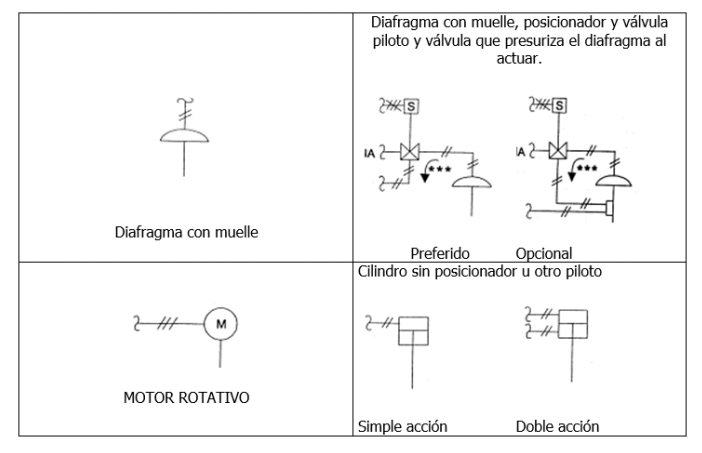 Diafragma con muelle, posicionador y válvula
piloto y válvula que presuriza el diafragma al
actuar.
S
S
IA
***
IA
***
Diafragma con muelle
Preferido
Opcional
Cilindro sin posicionador u otro piloto
M
MOTOR ROTATIVO
Simple acción
Doble acción